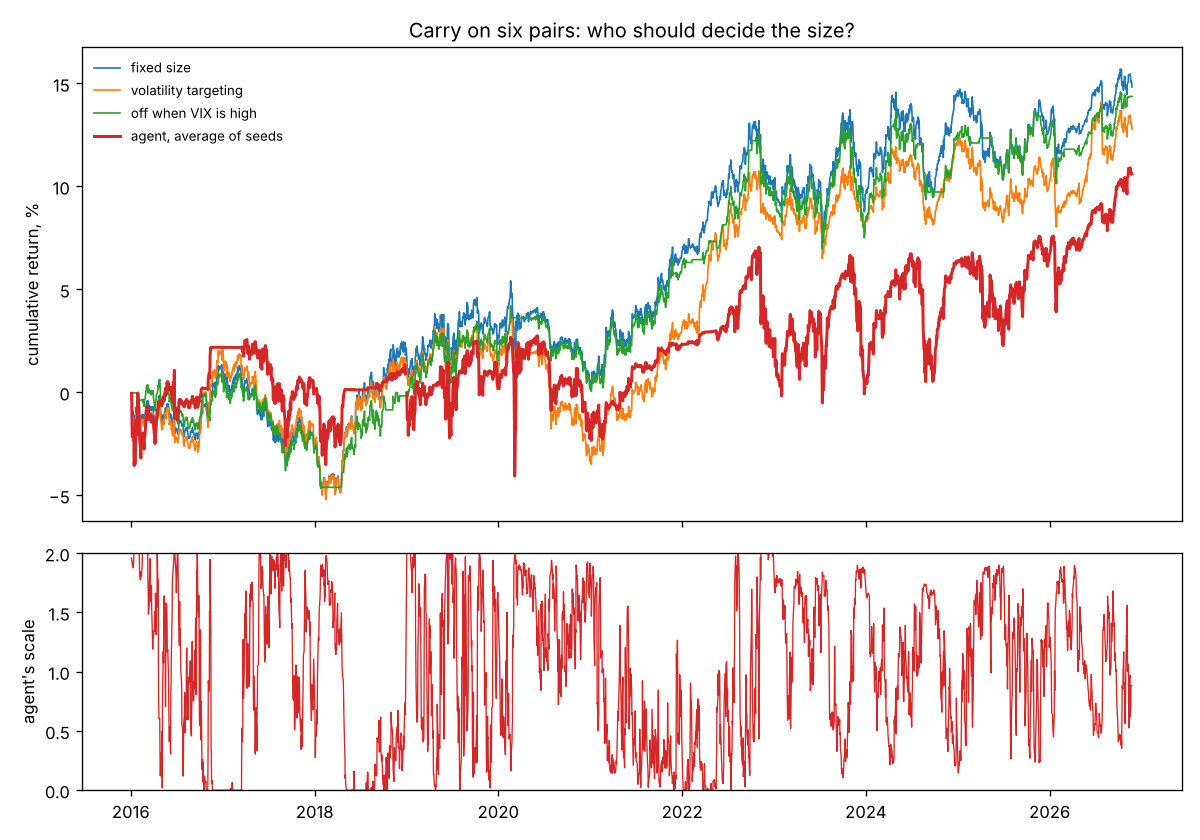 Carry on six pairs: who should decide the size?
fixed size
volatility targeting
off when VIX is high
agent, average of seeds
cumulative return, %
15
10
5
0
−5
agent's scale
2.0
1.5
1.0
0.5
0.0
2016
2018
2020
2022
2024
2026